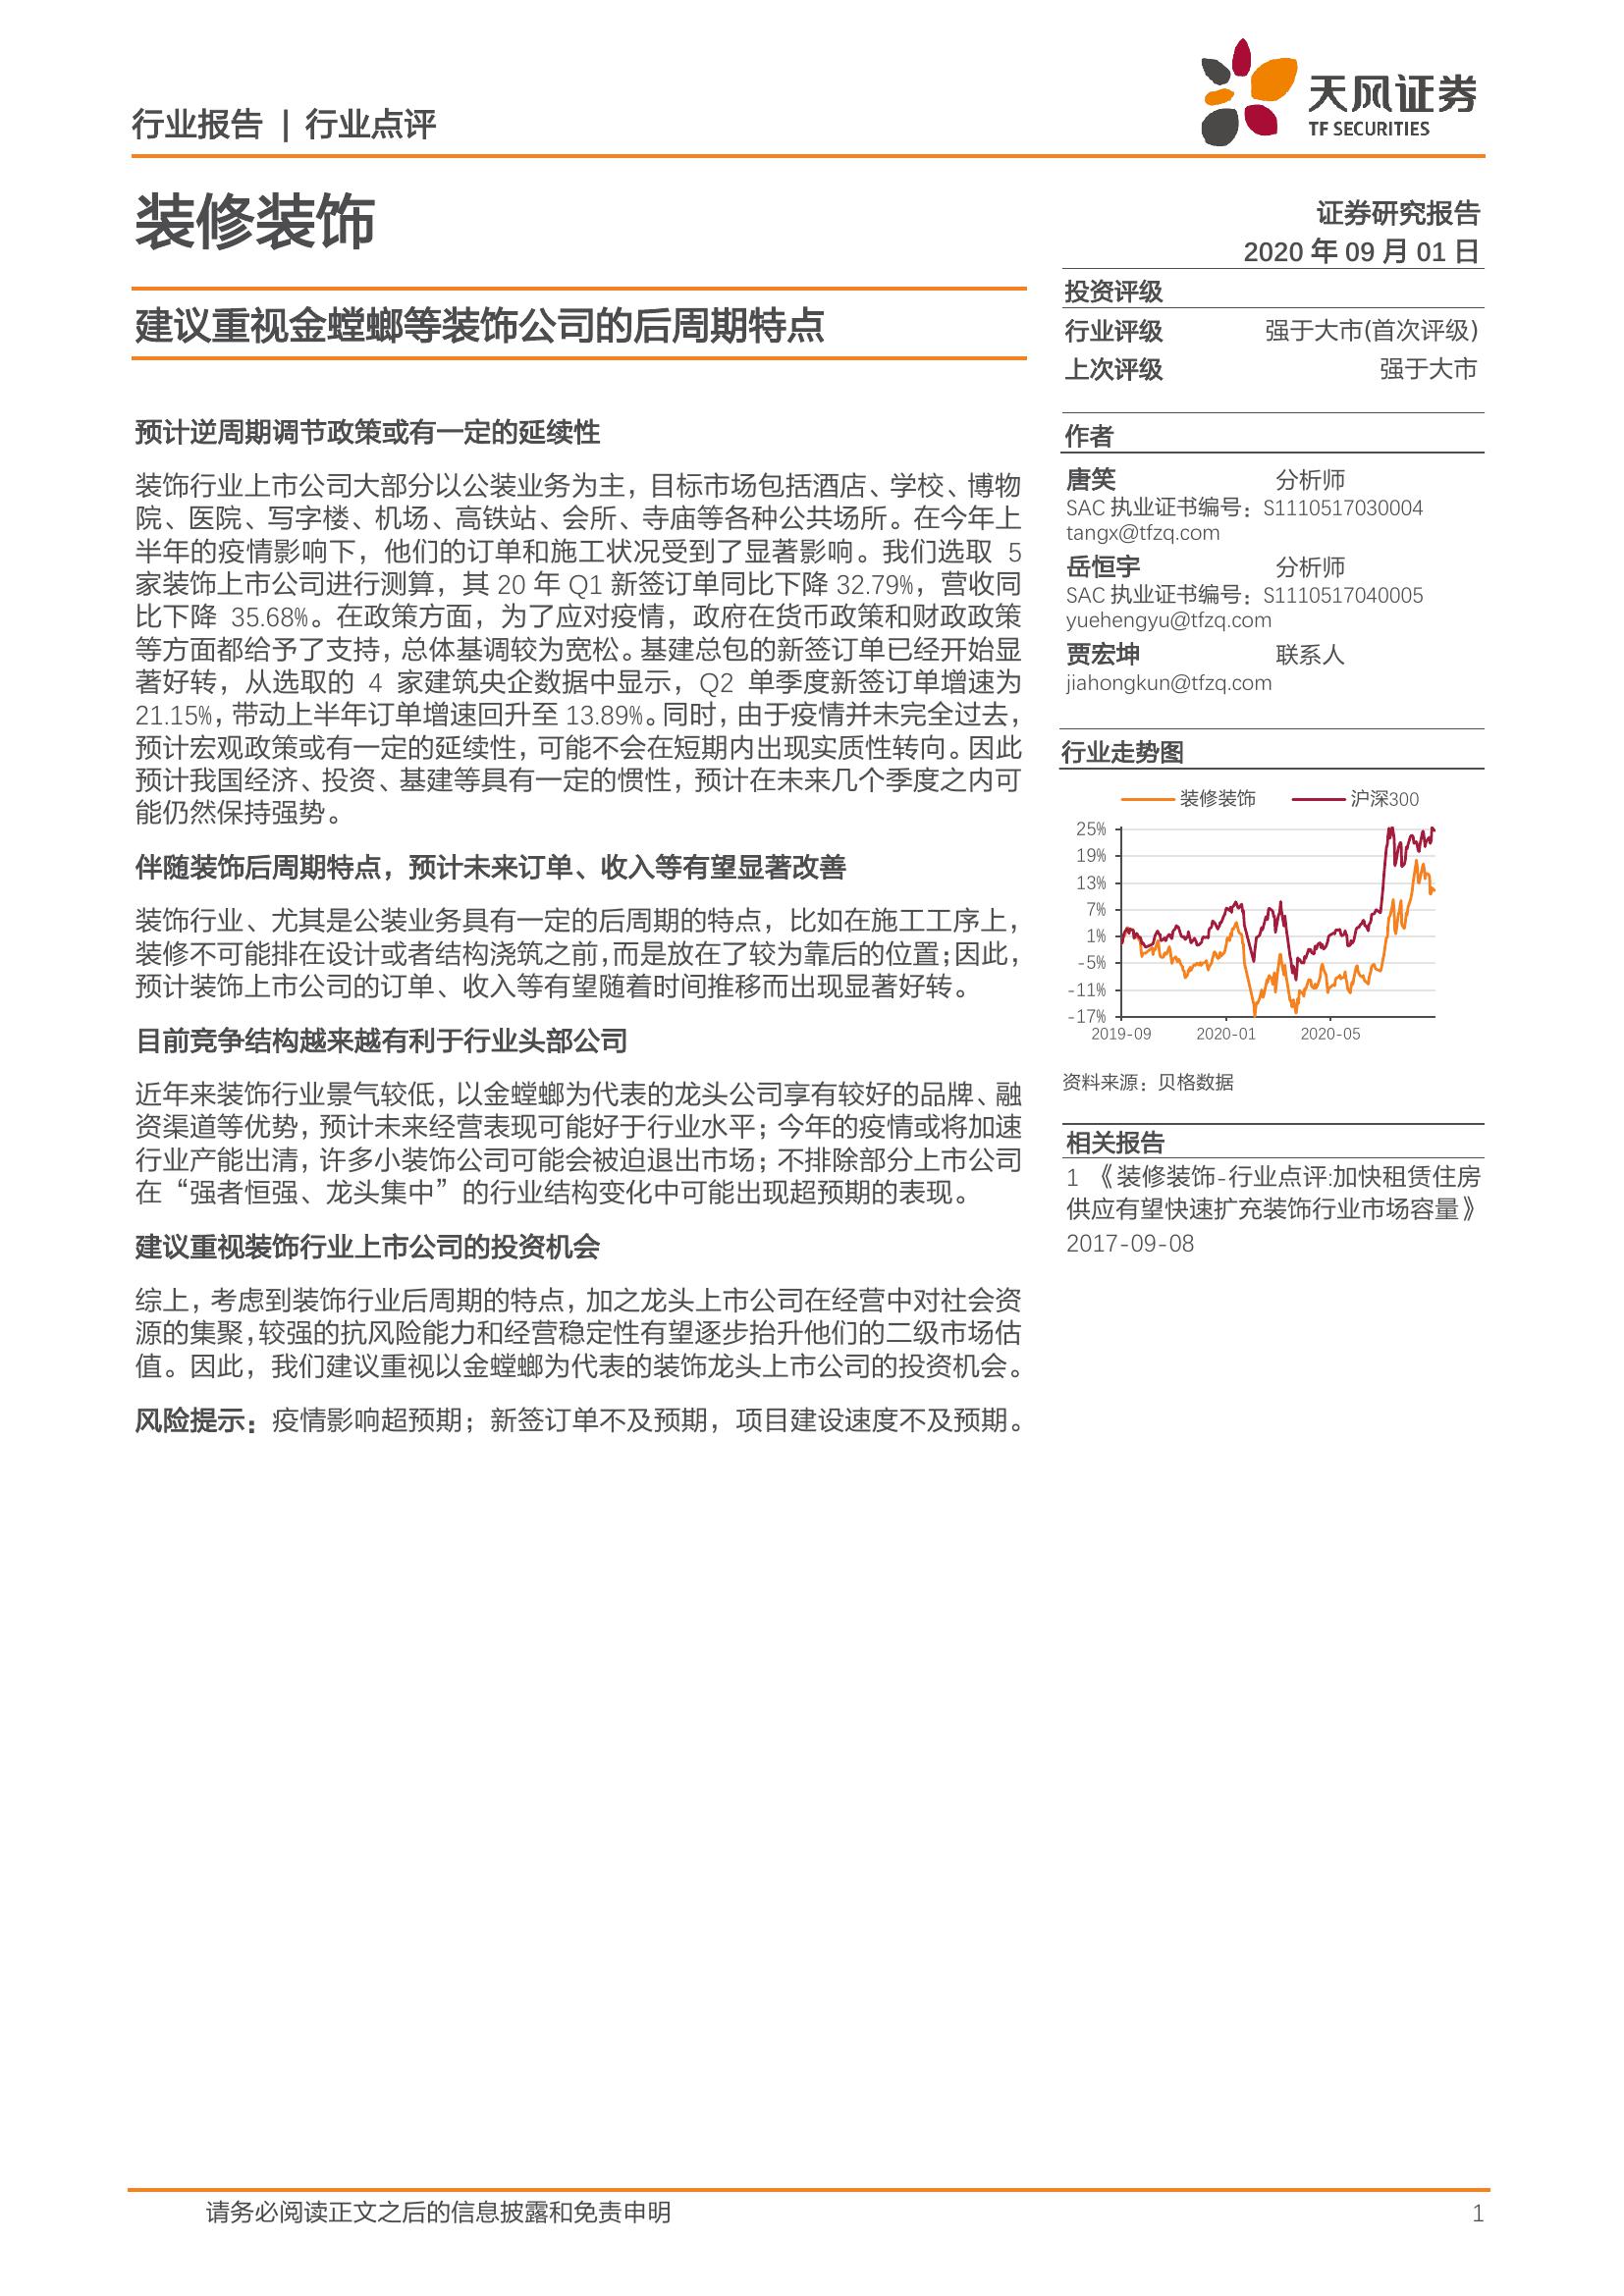 行业报告 | 行业点评
天风证券
TF SECURITIES
装修装饰
证券研究报告
2020 年 09 月 01 日
建议重视金螳螂等装饰公司的后周期特点
预计逆周期调节政策或有一定的延续性
装饰行业上市公司大部分以公装业务为主，目标市场包括酒店、学校、博物
院、医院、写字楼、机场、高铁站、会所、寺庙等各种公共场所。在今年上
半年的疫情影响下，他们的订单和施工状况受到了显著影响。我们选取 5
家装饰上市公司进行测算，其 20 年 Q1 新签订单同比下降 32.79%，营收同
比下降 35.68%。在政策方面，为了应对疫情，政府在货币政策和财政政策
等方面都给予了支持，总体基调较为宽松。基建总包的新签订单已经开始显
著好转，从选取的 4 家建筑央企数据中显示，Q2 单季度新签订单增速为
21.15%，带动上半年订单增速回升至 13.89%。同时，由于疫情并未完全过去，
预计宏观政策或有一定的延续性，可能不会在短期内出现实质性转向。因此
预计我国经济、投资、基建等具有一定的惯性，预计在未来几个季度之内可
能仍然保持强势。
伴随装饰后周期特点，预计未来订单、收入等有望显著改善
装饰行业、尤其是公装业务具有一定的后周期的特点，比如在施工工序上，
装修不可能排在设计或者结构浇筑之前，而是放在了较为靠后的位置；因此，
预计装饰上市公司的订单、收入等有望随着时间推移而出现显著好转。
目前竞争结构越来越有利于行业头部公司
近年来装饰行业景气较低，以金螳螂为代表的龙头公司享有较好的品牌、融
资渠道等优势，预计未来经营表现可能好于行业水平；今年的疫情或将加速
行业产能出清，许多小装饰公司可能会被迫退出市场；不排除部分上市公司
在“强者恒强、龙头集中”的行业结构变化中可能出现超预期的表现。
建议重视装饰行业上市公司的投资机会
综上，考虑到装饰行业后周期的特点，加之龙头上市公司在经营中对社会资
源的集聚，较强的抗风险能力和经营稳定性有望逐步抬升他们的二级市场估
值。因此，我们建议重视以金螳螂为代表的装饰龙头上市公司的投资机会。
风险提示：疫情影响超预期；新签订单不及预期，项目建设速度不及预期。
投资评级
行业评级 强于大市(首次评级)
上次评级 强于大市
作者
唐笑 分析师
SAC 执业证书编号：S1110517030004
tangx@tfzq.com
岳恒宇 分析师
SAC 执业证书编号：S1110517040005
yuehengyu@tfzq.com
贾宏坤 联系人
jiahongkun@tfzq.com
行业走势图
装修装饰 沪深300
25%
19%
13%
7%
1%
-5%
-11%
-17%
2019-09 2020-01 2020-05
资料来源：贝格数据
相关报告
1 《装修装饰-行业点评:加快租赁住房
供应有望快速扩充装饰行业市场容量》
2017-09-08
请务必阅读正文之后的信息披露和免责申明 1